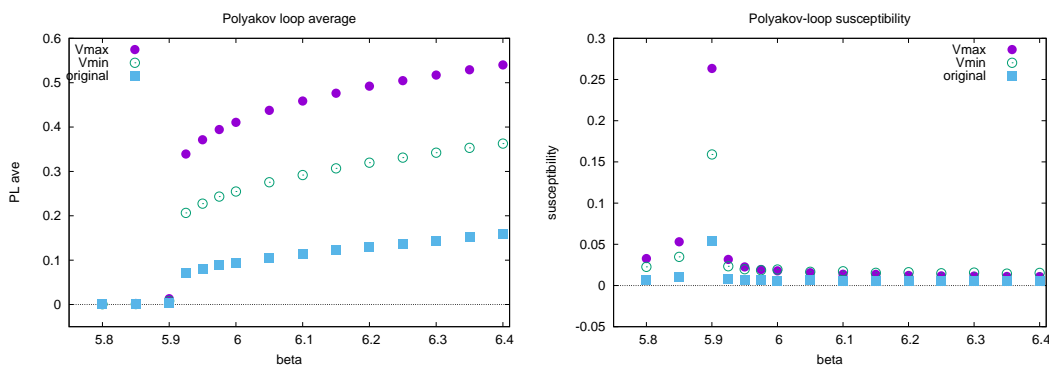 Polyakov loop average
Vmax
Vmin
original
0.6
0.5
0.4
0.3
0.2
0.1
0
PL ave
5.8 5.9 6 6.1 6.2 6.3 6.4
beta
Polyakov-loop susceptibility
Vmax
Vmin
original
0.3
0.25
0.2
0.15
0.1
0.05
0
-0.05
susceptibility
5.8 5.9 6 6.1 6.2 6.3 6.4
beta